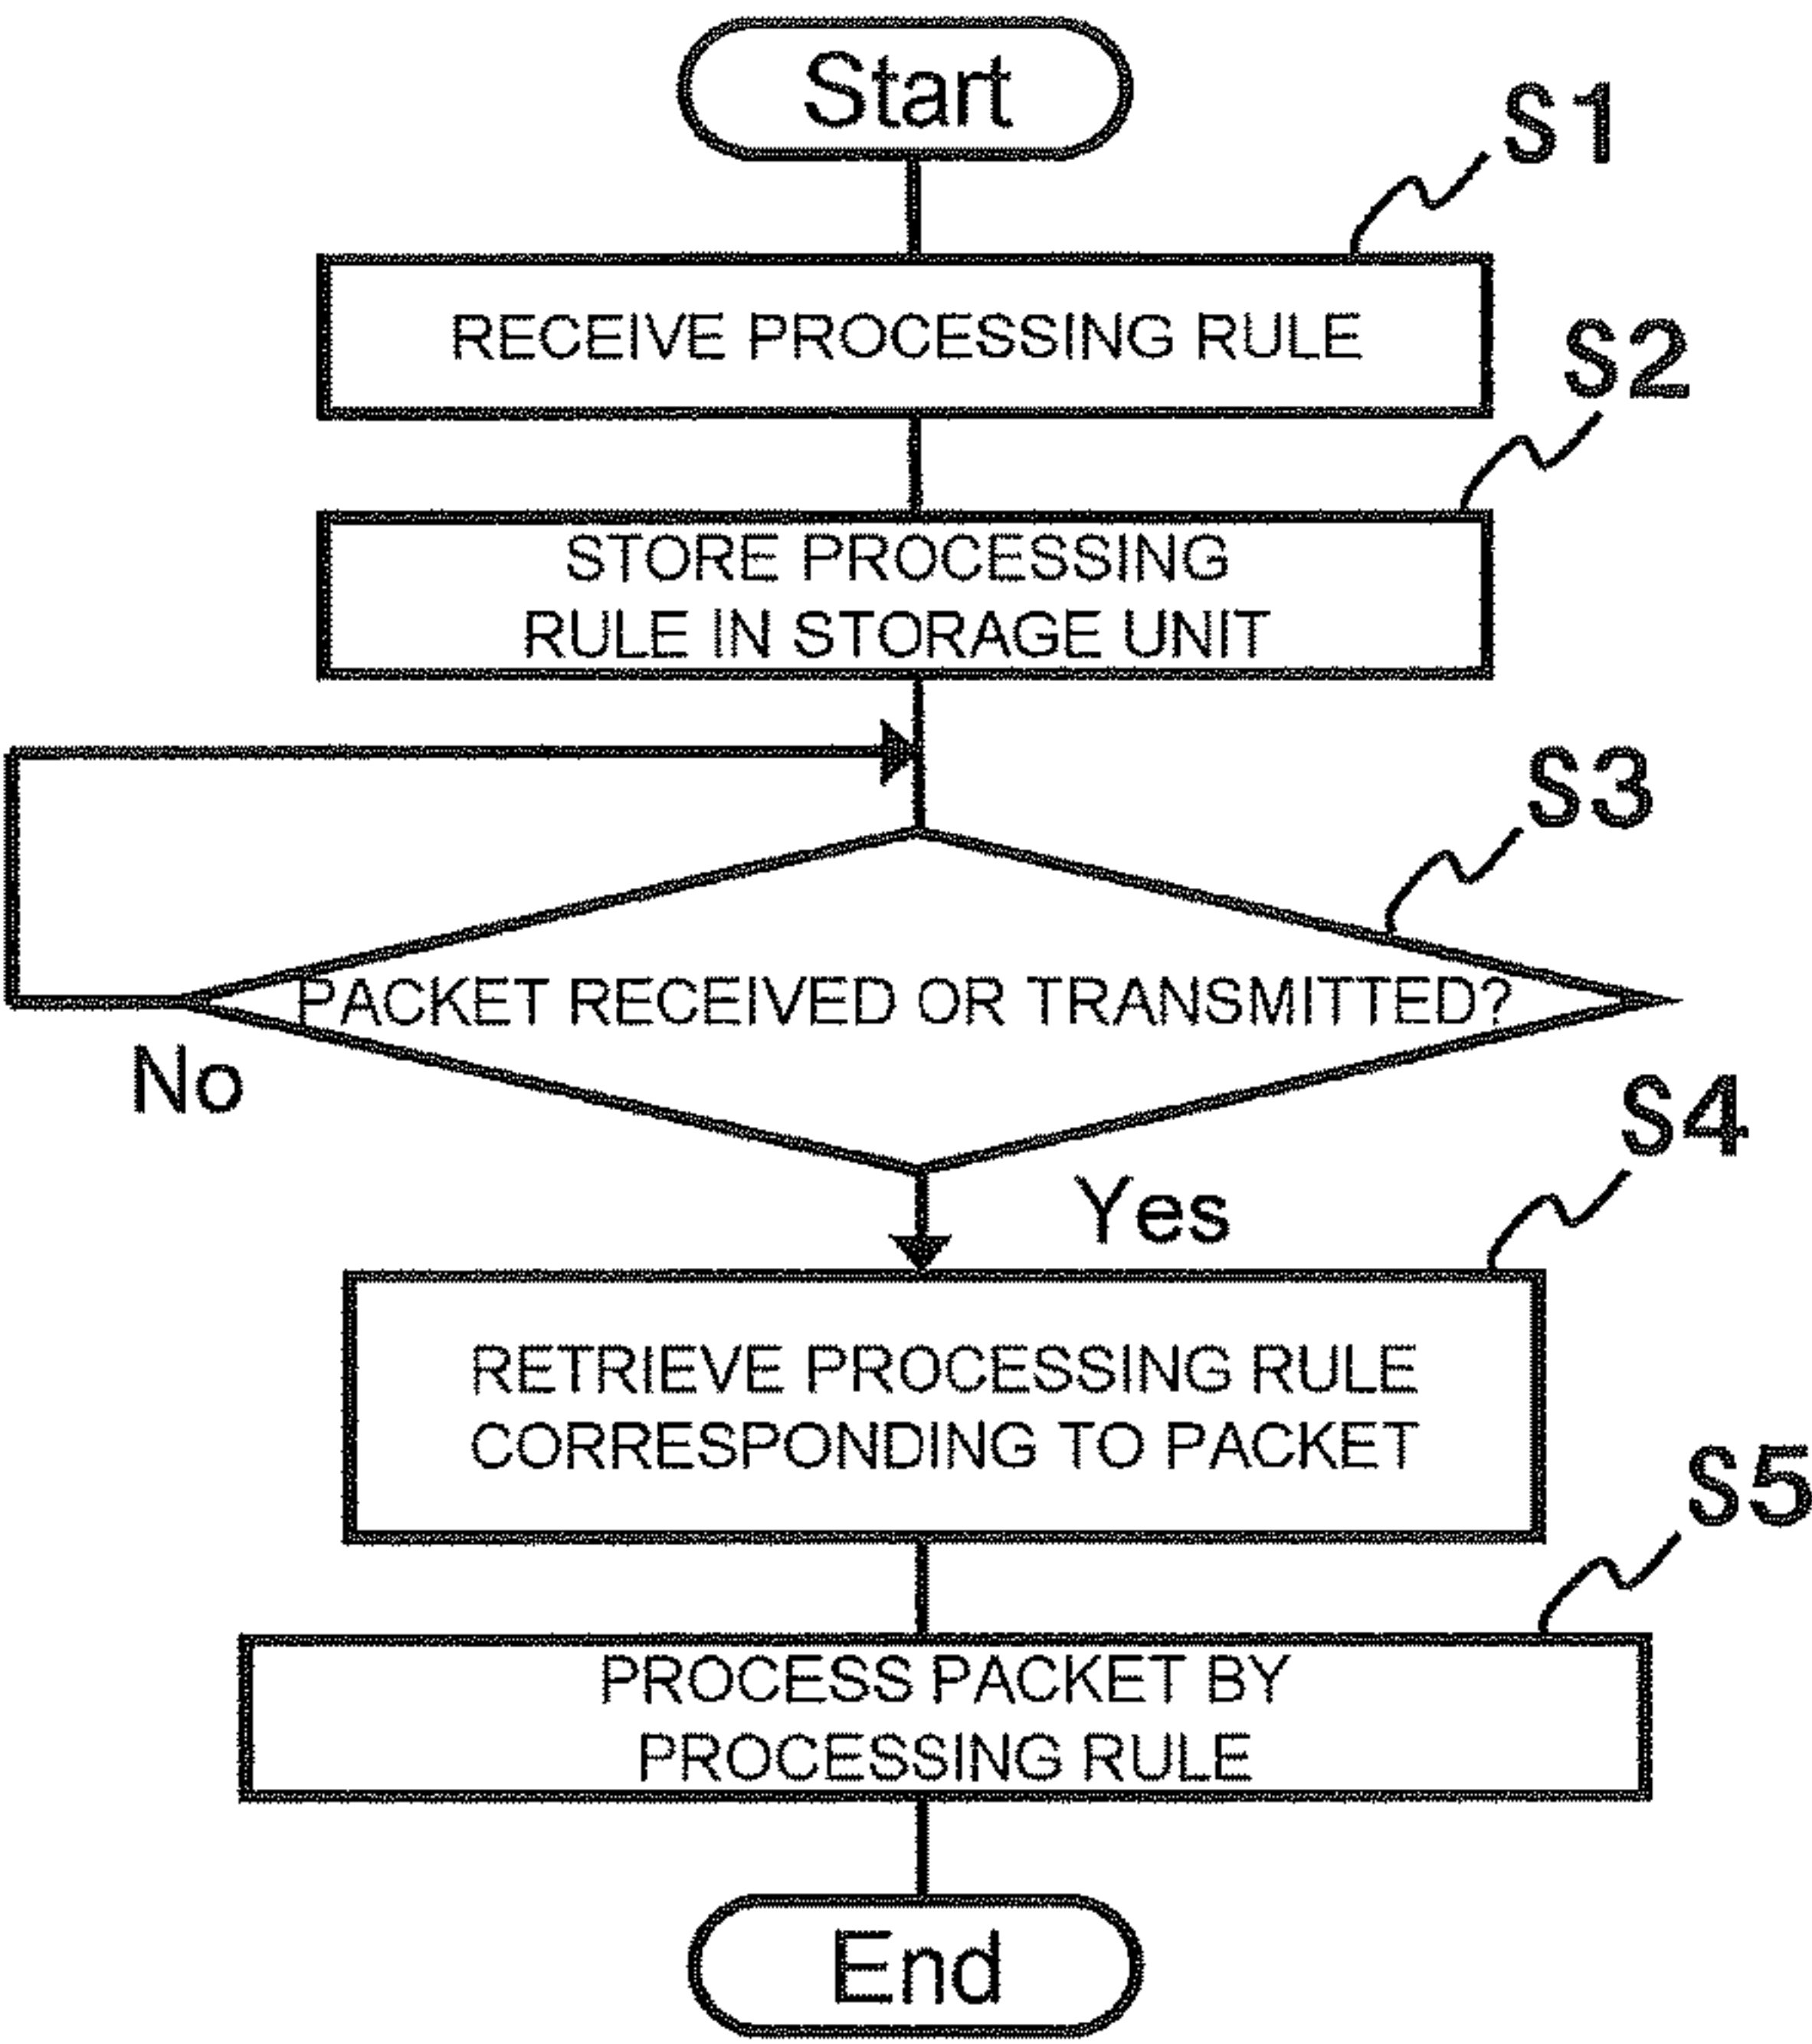 Start
S1
RECEIVE PROCESSING RULE
S2
STORE PROCESSING
RULE IN STORAGE UNIT
S3
PACKET RECEIVED OR TRANSMITTED?
No
Yes
S4
RETRIEVE PROCESSING RULE
CORRESPONDING TO PACKET
S5
PROCESS PACKET BY
PROCESSING RULE
End